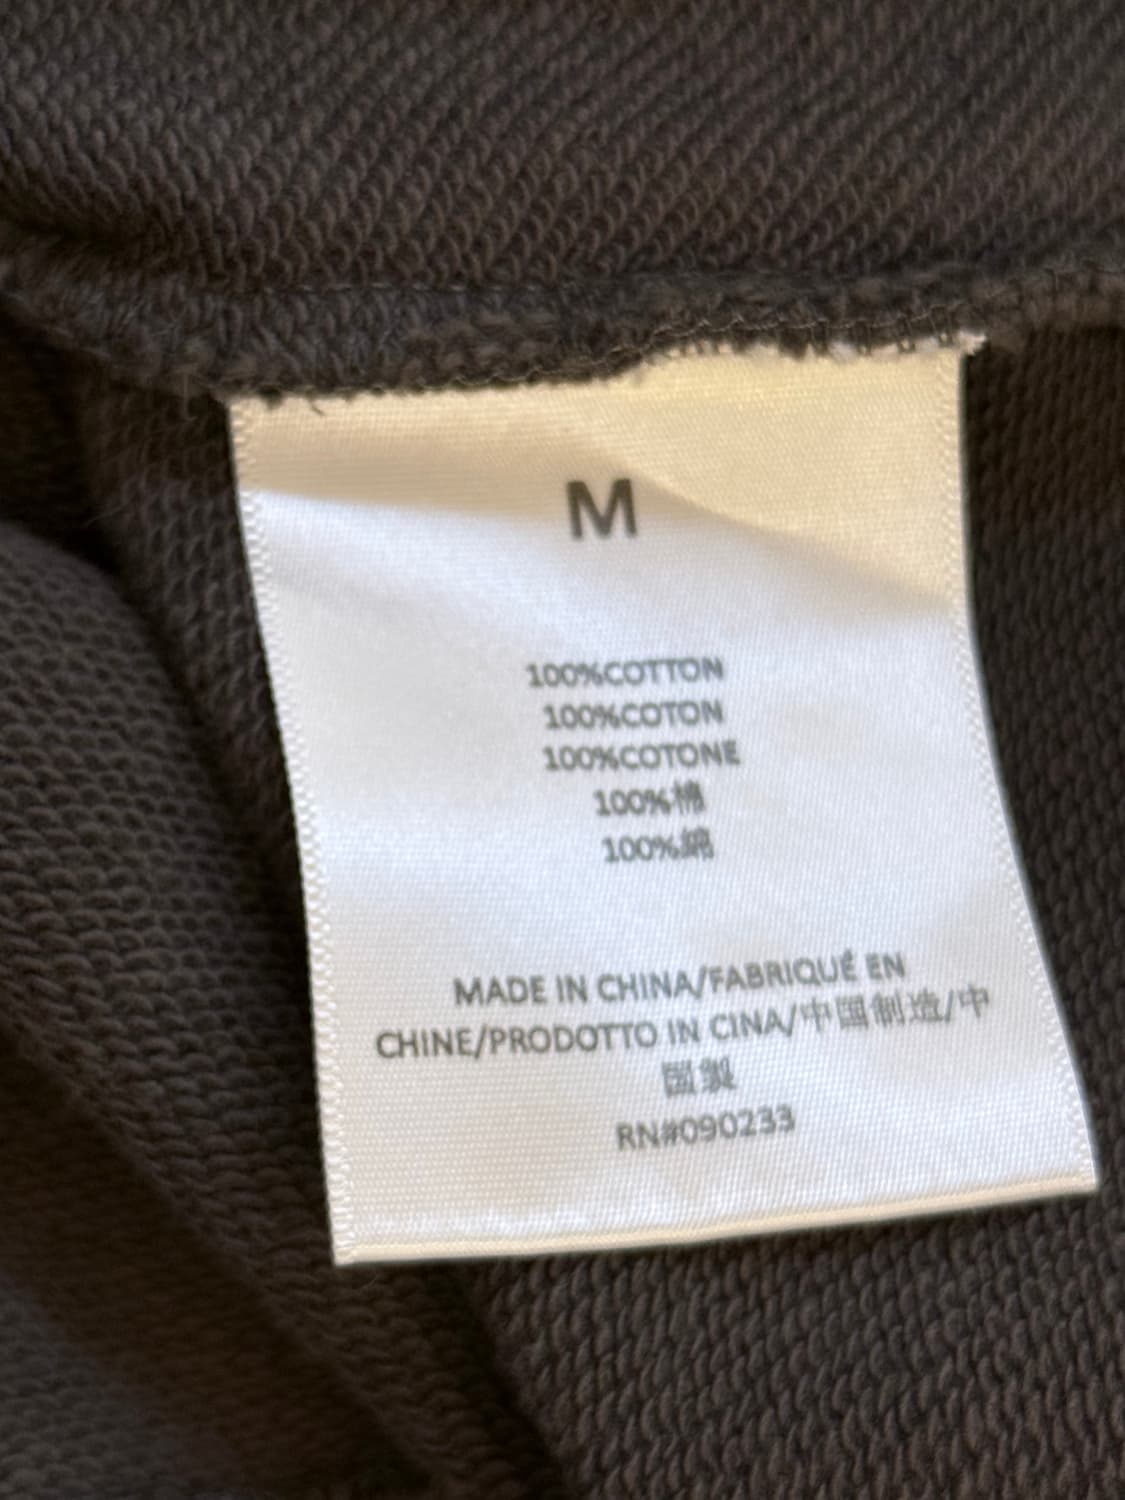 M
100%COTTON
100%COTON
100%COTONE
100%棉
100%綿
MADE IN CHINA/FABRIQUÉ EN
CHINE/PRODOTTO IN CINA/中国制造/中
国製
RN#090233